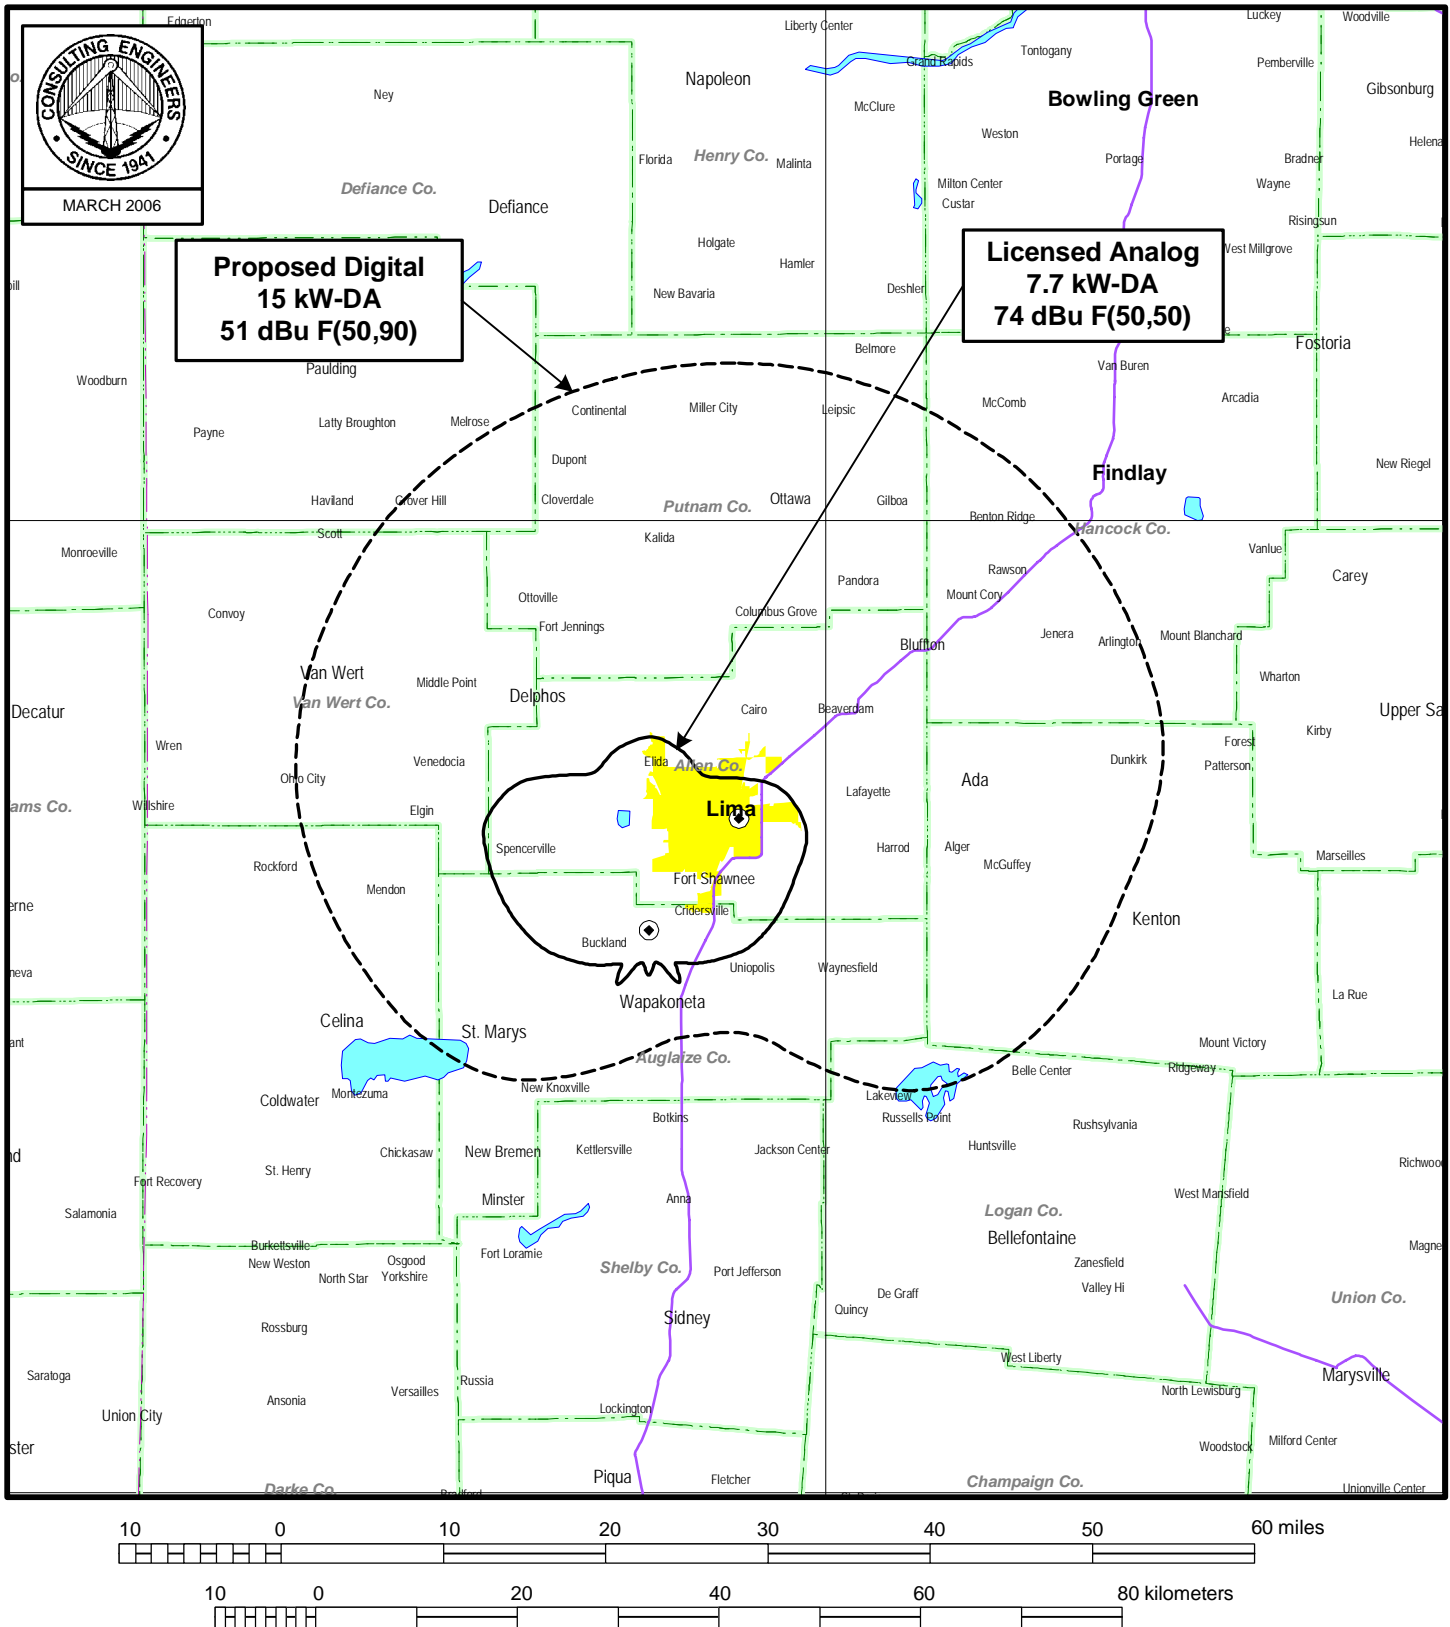 Edgerton
Liberty Center
Luckey
Woodville
CONSULTING ENGINEERS
SINCE 1941
MARCH 2006
Tontogany
Grand Rapids
Pemberville
Napoleon
Gibsonburg
Ney
McClure
Bowling Green
Weston
Helena
Florida
Henry Co.
Malinta
Portage
Bradner
Defiance Co.
Milton Center
Wayne
Custar
Defiance
Risingsun
Holgate
West Millgrove
Hamler
New Bavaria
Deshler
Proposed Digital
15 kW-DA
51 dBu F(50,90)
Licensed Analog
7.7 kW-DA
74 dBu F(50,50)
Fostoria
Belmore
Paulding
Van Buren
Woodburn
Arcadia
Continental
Miller City
Leipsic
McComb
Latty Broughton
Melrose
Payne
Dupont
New Riegel
Findlay
Haviland
Grover Hill
Cloverdale
Putnam Co.
Ottawa
Gilboa
Benton Ridge
Hancock Co.
Scott
Kalida
Monroeville
Vanlue
Carey
Pandora
Rawson
Mount Cory
Ottoville
Convoy
Columbus Grove
Fort Jennings
Bluffton
Jenera
Arlington
Mount Blanchard
Van Wert
Middle Point
Delphos
Wharton
Van Wert Co.
Decatur
Cairo
Beaverdam
Upper Sa
Kirby
Wren
Forest
Elida
Allen Co.
Venedocia
Dunkirk
Patterson
Ohio City
Ada
Lafayette
ams Co.
Willshire
Elgin
Lima
Spencerville
Harrod
Alger
McGuffey
Marseilles
Rockford
Mendon
Fort Shawnee
erne
Cridersville
Kenton
Buckland
neva
Uniopolis
Waynesfield
La Rue
Wapakoneta
Celina
St. Marys
ant
Mount Victory
Auglaize Co.
Belle Center
Ridgeway
New Knoxville
Montezuma
Coldwater
Lakeview
Botkins
Russells Point
Rushsylvania
Chickasaw
New Bremen
Kettlersville
Jackson Center
Huntsville
Richwoo
St. Henry
Fort Recovery
Minster
Anna
West Mansfield
Salamonia
Logan Co.
Burkettsville
Fort Loramie
Bellefontaine
Magne
New Weston
Osgood
North Star
Yorkshire
Shelby Co.
Port Jefferson
Zanesfield
Valley Hi
De Graff
Union Co.
Quincy
Sidney
Rossburg
West Liberty
Saratoga
Russia
Marysville
Versailles
Ansonia
North Lewisburg
Lockington
Union City
ster
Woodstock
Milford Center
Piqua
Fletcher
Champaign Co.
Darke Co.
Bradford
Unionville Center
10 0 10 20 30 40 50 60 miles
10 0 20 40 60 80 kilometers